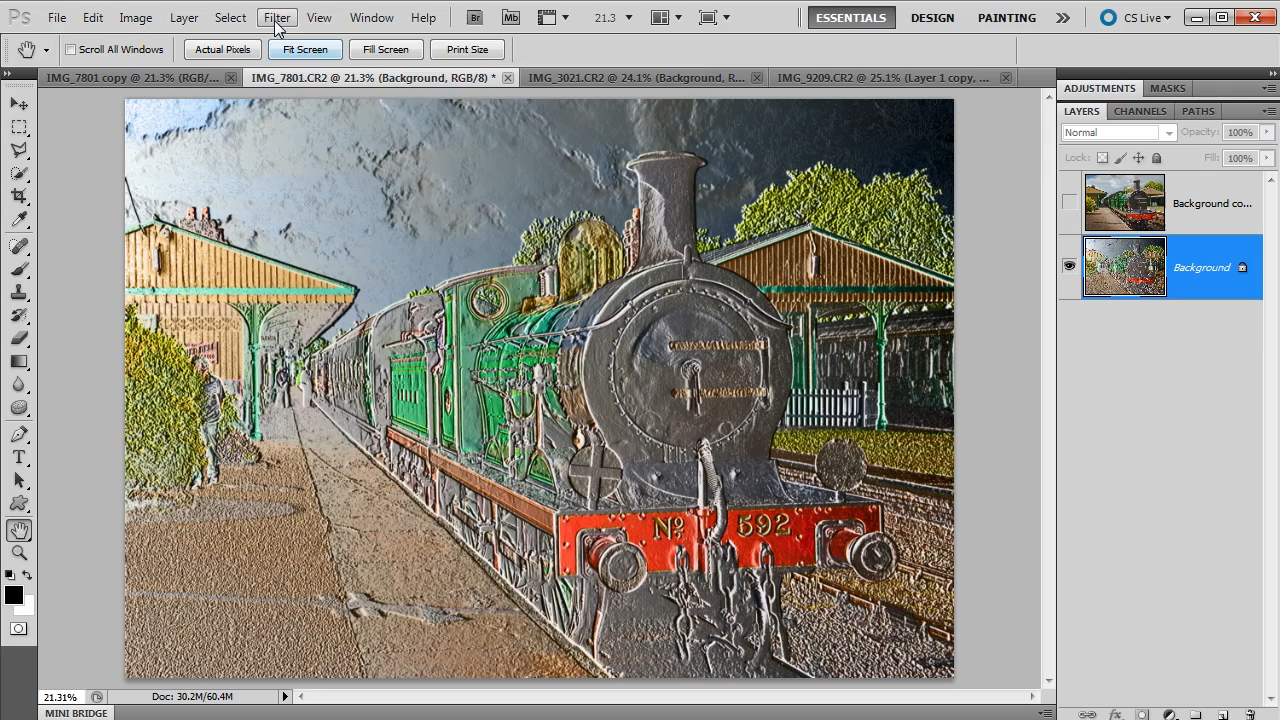 Ps File Edit Image Layer Select Filter View Window Help Br Mb 21.3 ESSENTIALS DESIGN PAINTING CS Live
Scroll All Windows Actual Pixels Fit Screen Fill Screen Print Size
IMG_7801 copy @ 21.3% (RGB/... IMG_7801.CR2 @ 21.3% (Background, RGB/8) * IMG_3021.CR2 @ 24.1% (Background, R... IMG_9209.CR2 @ 25.1% (Layer 1 copy, ...
ADJUSTMENTS MASKS
LAYERS CHANNELS PATHS
Normal Opacity: 100%
Lock: Fill: 100%
Background co...
Background
Nº 592
21.31% Doc: 30.2M/60.4M
MINI BRIDGE